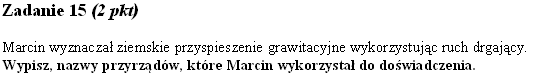 Zadanie 15 (2 pkt)
Marcin wyznaczał ziemskie przyspieszenie grawitacyjne wykorzystując ruch drgający.
Wypisz, nazwy przyrządów, które Marcin wykorzystał do doświadczenia.